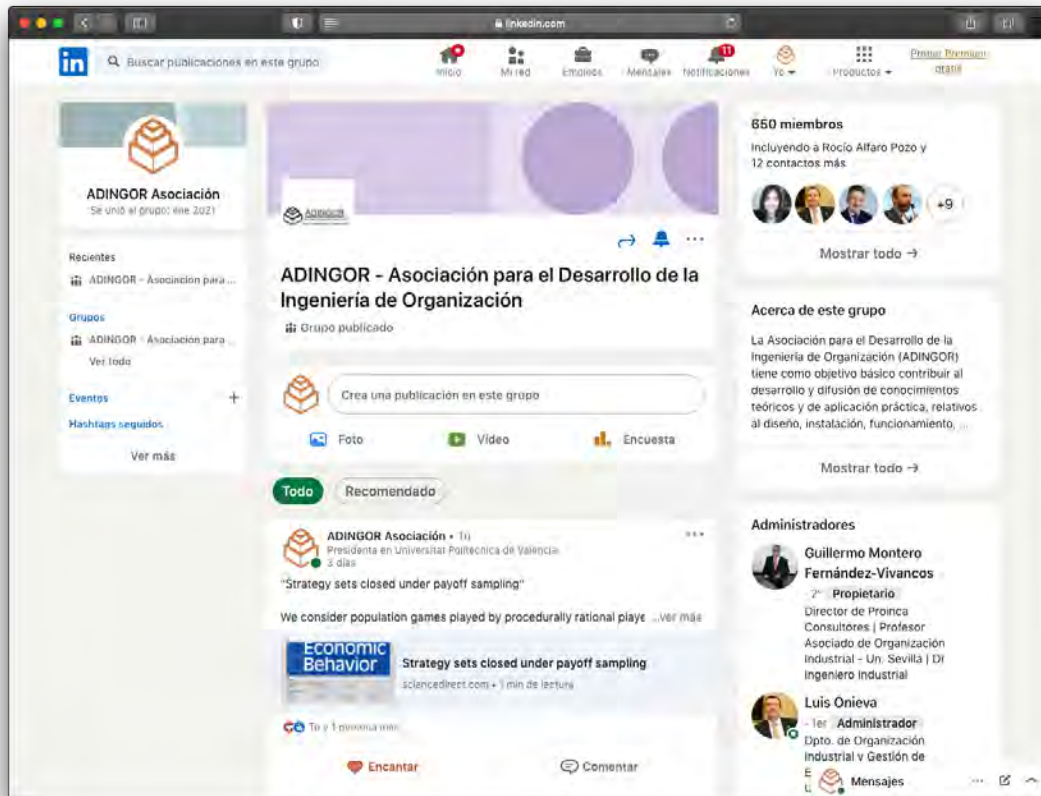 linkedin.com
in
Buscar publicaciones en este grupo
Inicio
Mi red
Empleos
Mensajes
11
Notificaciones
Yo
Productos
Probar Premium
gratis
ADINGOR Asociación
Se unió al grupo: ene 2021
Recientes
ADINGOR - Asociación para ...
Grupos
ADINGOR - Asociación para ...
Ver todo
Eventos
+
Hashtags seguidos
Ver más
ADINGOR
ADINGOR - Asociación para el Desarrollo de la
Ingeniería de Organización
Grupo publicado
Crea una publicación en este grupo
Foto
Vídeo
Encuesta
Todo
Recomendado
ADINGOR Asociación • Tú
Presidenta en Universitat Politècnica de València
3 días
"Strategy sets closed under payoff sampling"
We consider population games played by procedurally rational playe ...ver más
Economic
Behavior
Strategy sets closed under payoff sampling
sciencedirect.com • 1 min de lectura
Tú y 1 persona más
Encantar
Comentar
650 miembros
Incluyendo a Rocío Alfaro Pozo y
12 contactos más
+9
Mostrar todo →
Acerca de este grupo
La Asociación para el Desarrollo de la
Ingeniería de Organización (ADINGOR)
tiene como objetivo básico contribuir al
desarrollo y difusión de conocimientos
teóricos y de aplicación práctica, relativos
al diseño, instalación, funcionamiento, ...
Mostrar todo →
Administradores
Guillermo Montero
Fernández-Vivancos
2º Propietario
Director de Proinca
Consultores | Profesor
Asociado de Organización
Industrial - Un. Sevilla | Dr
Ingeniero Industrial
Luis Onieva
1er Administrador
Dpto. de Organización
Industrial y Gestión de
Mensajes